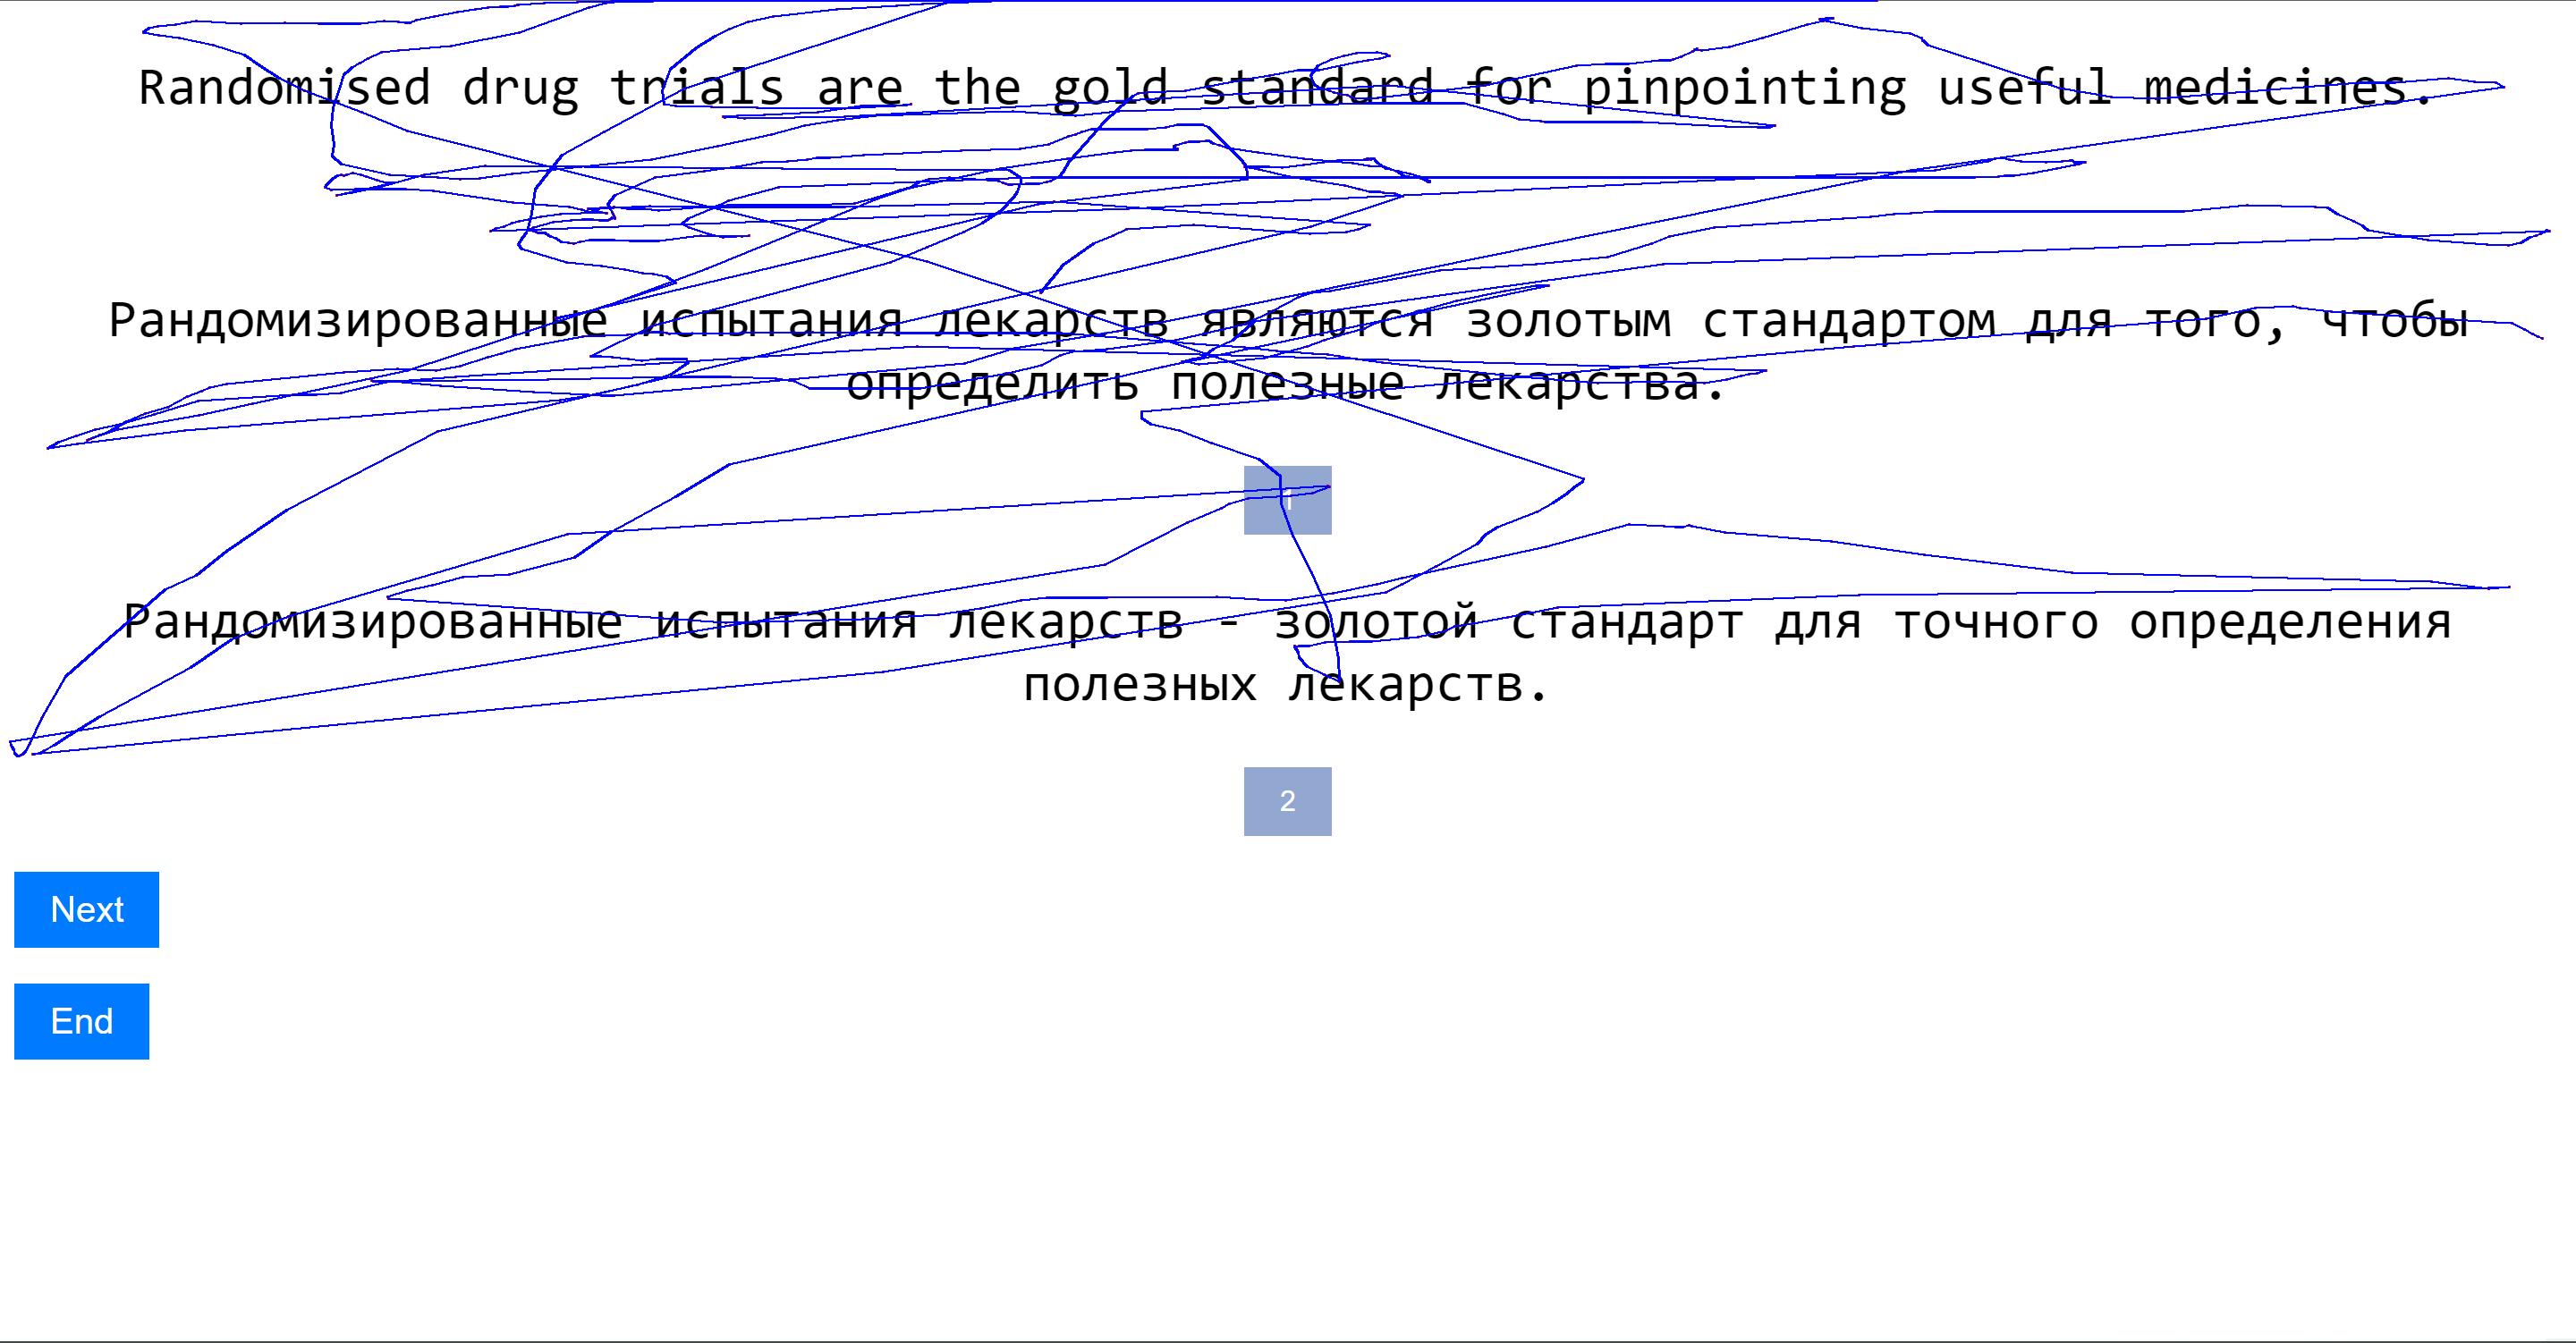 Randomised drug trials are the gold standard for pinpointing useful medicines.
Рандомизированные испытания лекарств являются золотым стандартом для того, чтобы
определить полезные лекарства.
1
Рандомизированные испытания лекарств - золотой стандарт для точного определения
полезных лекарств.
2
Next
End